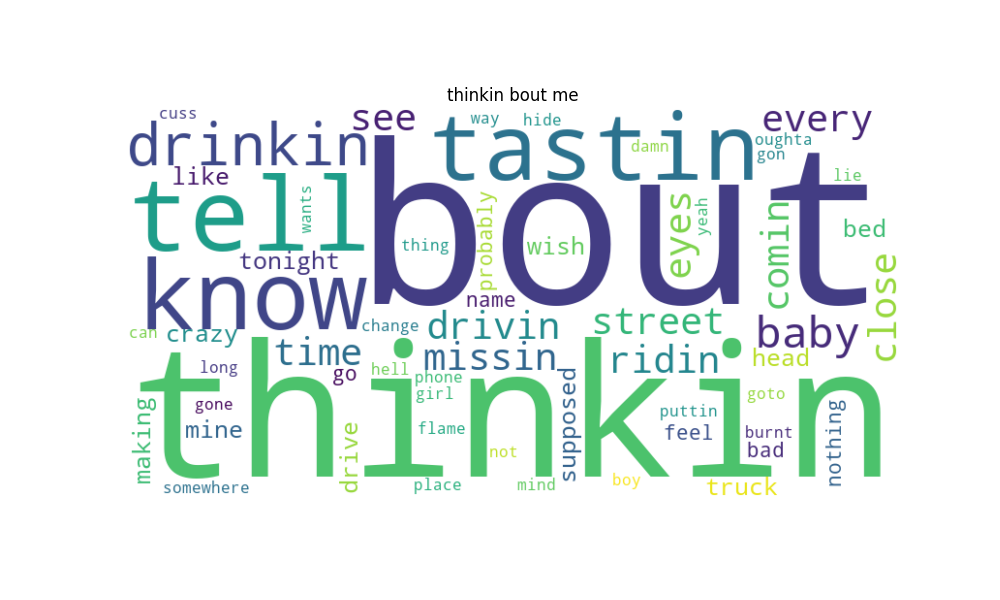 thinkin bout me
cuss
see
way
hide
every
drinkin
tastin
damn
oughta
gon
like
tell
wants
bout
lie
probably
eyes
yeah
comin
bed
thing
wish
tonight
know
name
close
can
crazy
change
drivin
street
baby
time
missin
ridin
head
long
go
hell
phone
girl
supposed
goto
thinkin
making
gone
mine
drive
flame
not
puttin
feel
burnt
bad
nothing
somewhere
place
mind
boy
truck